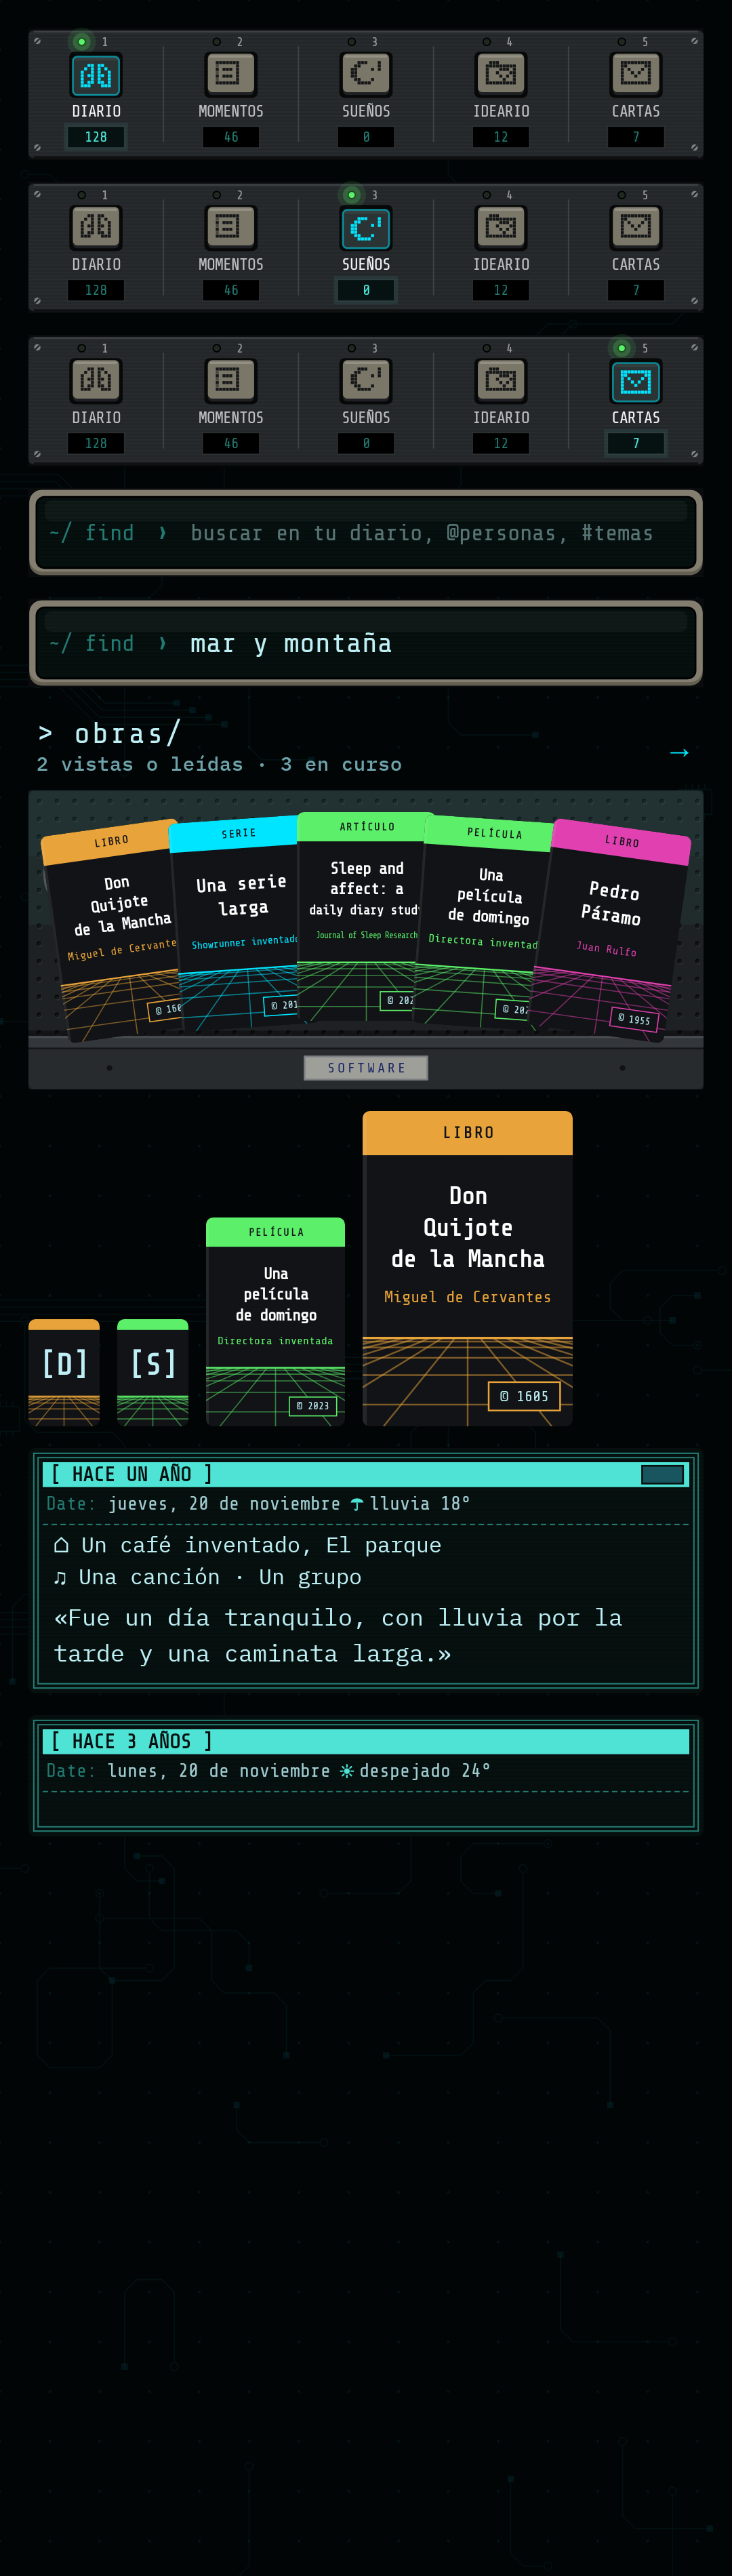 1 2 3 4 5
DIARIO MOMENTOS SUEÑOS IDEARIO CARTAS
128 46 0 12 7
1 2 3 4 5
DIARIO MOMENTOS SUEÑOS IDEARIO CARTAS
128 46 0 12 7
1 2 3 4 5
DIARIO MOMENTOS SUEÑOS IDEARIO CARTAS
128 46 0 12 7
~/ find ❯ buscar en tu diario, @personas, #temas
~/ find ❯ mar y montaña
> obras/
2 vistas o leídas · 3 en curso
→
LIBRO
Don
Quijote
de la Mancha
Miguel de Cervante
© 160
SERIE
Una serie
larga
Showrunner inventado
© 201
ARTÍCULO
Sleep and
affect: a
daily diary stud
Journal of Sleep Research
© 202
PELÍCULA
Una
película
de domingo
Directora inventad
© 202
LIBRO
Pedro
Páramo
Juan Rulfo
© 1955
SOFTWARE
[D]
[S]
PELÍCULA
Una
película
de domingo
Directora inventada
© 2023
LIBRO
Don
Quijote
de la Mancha
Miguel de Cervantes
© 1605
[ HACE UN AÑO ]
Date: jueves, 20 de noviembre ☂ lluvia 18°
⌂ Un café inventado, El parque
♫ Una canción · Un grupo
«Fue un día tranquilo, con lluvia por la
tarde y una caminata larga.»
[ HACE 3 AÑOS ]
Date: lunes, 20 de noviembre ☀ despejado 24°